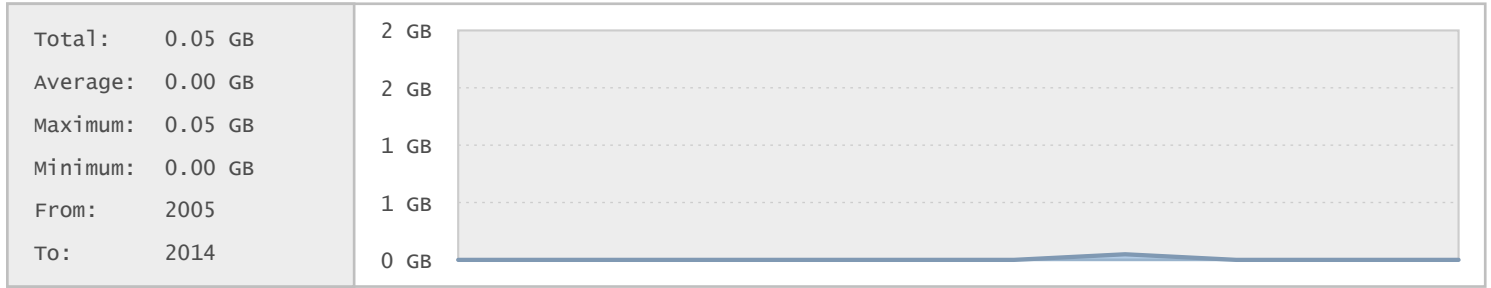 Total: 0.05 GB
Average: 0.00 GB
Maximum: 0.05 GB
Minimum: 0.00 GB
From: 2005
To: 2014
2 GB
2 GB
1 GB
1 GB
0 GB